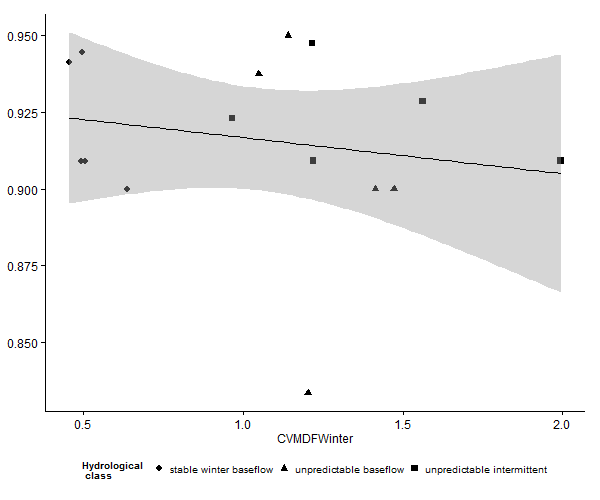 0.950
0.925
0.900
0.875
0.850
0.5 1.0 1.5 2.0
CVMDFWinter
Hydrological
class
stable winter baseflow unpredictable baseflow unpredictable intermittent